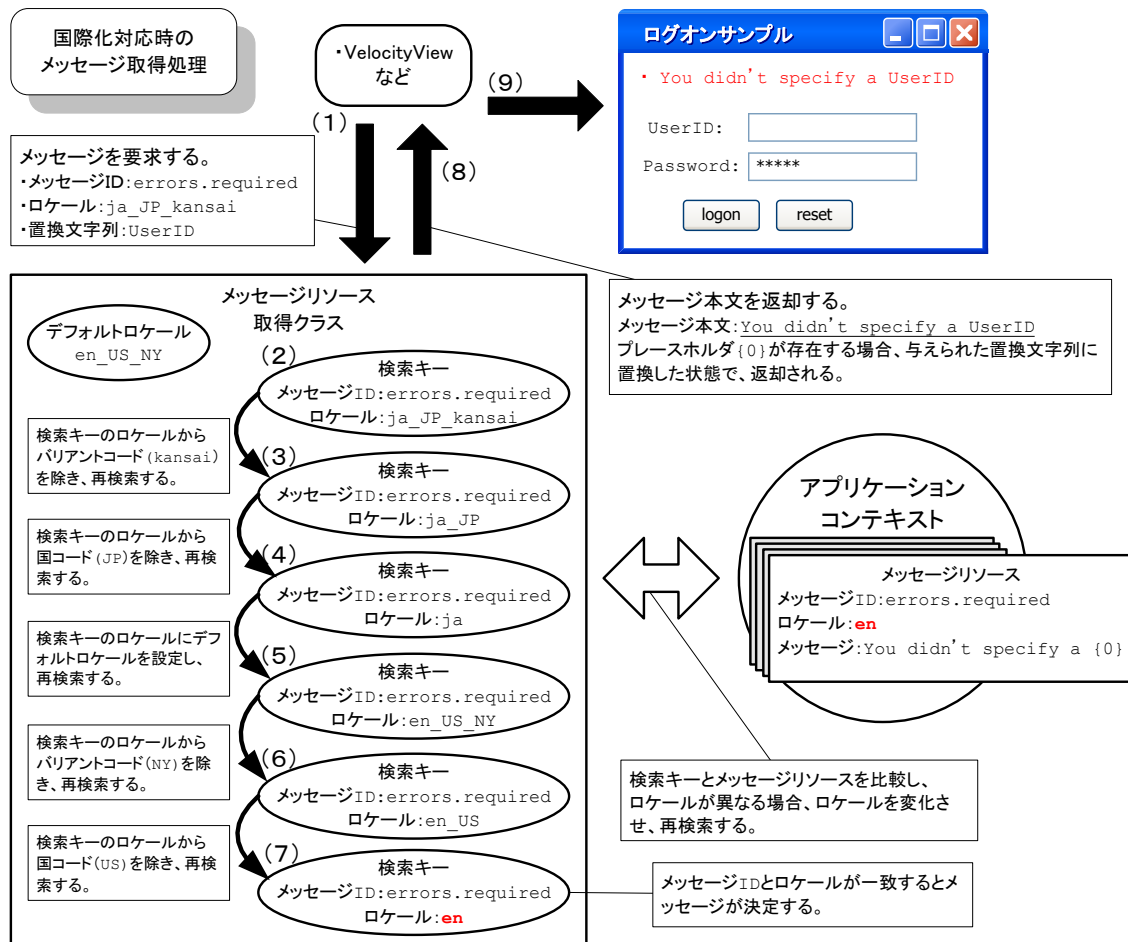 国際化対応時の
メッセージ取得処理
・VelocityView
など
(9)
ログオンサンプル
・ You didn't specify a UserID
UserID:
Password:
*****
logon
reset
(1)
(8)
メッセージを要求する。
・メッセージID:errors.required
・ロケール:ja_JP_kansai
・置換文字列:UserID
メッセージ本文を返却する。
メッセージ本文:You didn't specify a UserID
プレースホルダ{0}が存在する場合、与えられた置換文字列に
置換した状態で、返却される。
メッセージリソース
取得クラス
デフォルトロケール
en_US_NY
(2)
検索キー
メッセージID:errors.required
ロケール:ja_JP_kansai
検索キーのロケールから
バリアントコード(kansai)
を除き、再検索する。
(3)
検索キー
メッセージID:errors.required
ロケール:ja_JP
検索キーのロケールから
国コード(JP)を除き、再検
索する。
(4)
検索キー
メッセージID:errors.required
ロケール:ja
検索キーのロケールにデフ
ォルトロケールを設定し、
再検索する。
(5)
検索キー
メッセージID:errors.required
ロケール:en_US_NY
検索キーのロケールから
バリアントコード(NY)を除
き、再検索する。
(6)
検索キー
メッセージID:errors.required
ロケール:en_US
検索キーのロケールから
国コード(US)を除き、再検
索する。
(7)
検索キー
メッセージID:errors.required
ロケール:en
アプリケーション
コンテキスト
メッセージリソース
メッセージID:errors.required
ロケール:en
メッセージ:You didn't specify a {0}
検索キーとメッセージリソースを比較し、
ロケールが異なる場合、ロケールを変化さ
せ、再検索する。
メッセージIDとロケールが一致するとメ
ッセージが決定する。